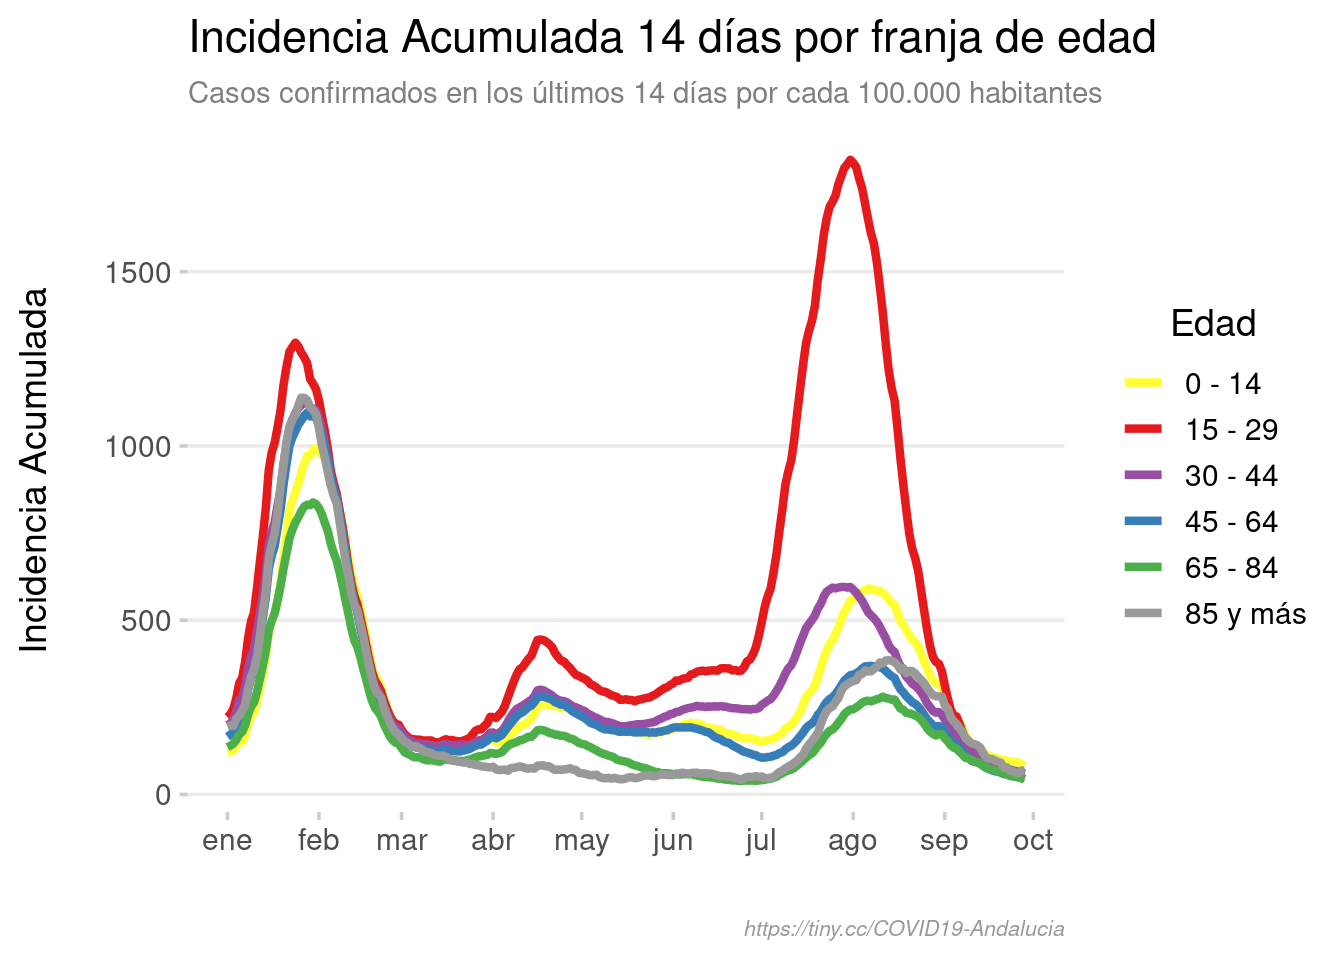 Incidencia Acumulada 14 días por franja de edad
Casos confirmados en los últimos 14 días por cada 100.000 habitantes
Incidencia Acumulada
1500
1000
500
0
ene feb mar abr may jun jul ago sep oct
Edad
0 - 14
15 - 29
30 - 44
45 - 64
65 - 84
85 y más
https://tiny.cc/COVID19-Andalucia